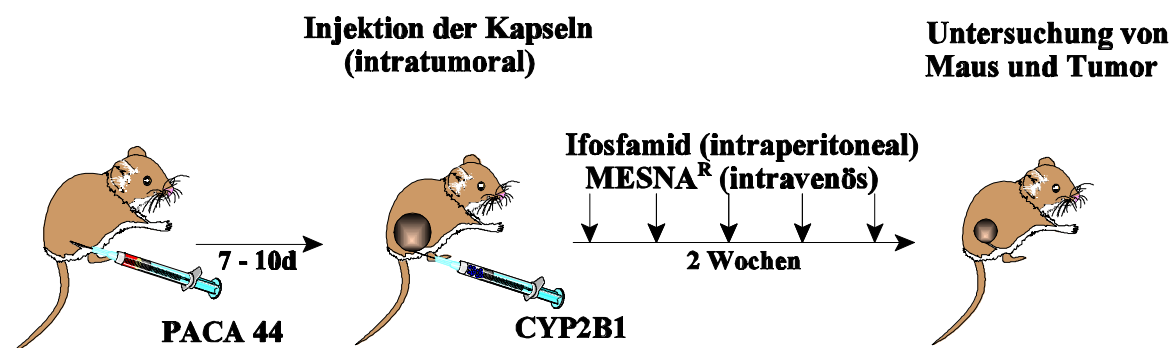 Injektion der Kapseln
(intratumoral)
Untersuchung von
Maus und Tumor
Ifosfamid (intraperitoneal)
MESNAR (intravenös)
7 - 10d
2 Wochen
PACA 44
CYP2B1